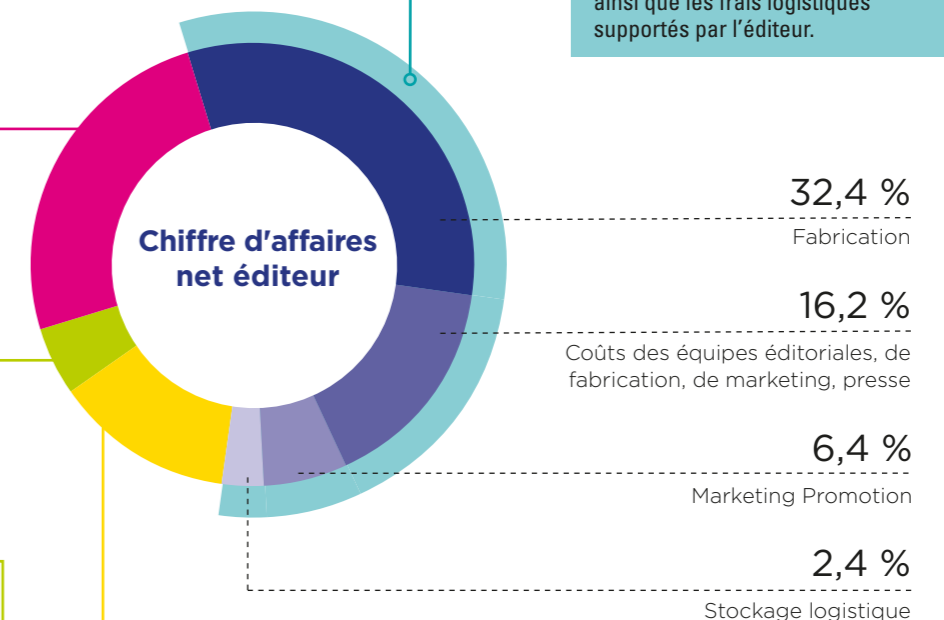 ainsi que les frais logistiques
supportés par l'éditeur.
Chiffre d'affaires
net éditeur
32,4 %
Fabrication
16,2 %
Coûts des équipes éditoriales, de
fabrication, de marketing, presse
6,4 %
Marketing Promotion
2,4 %
Stockage logistique